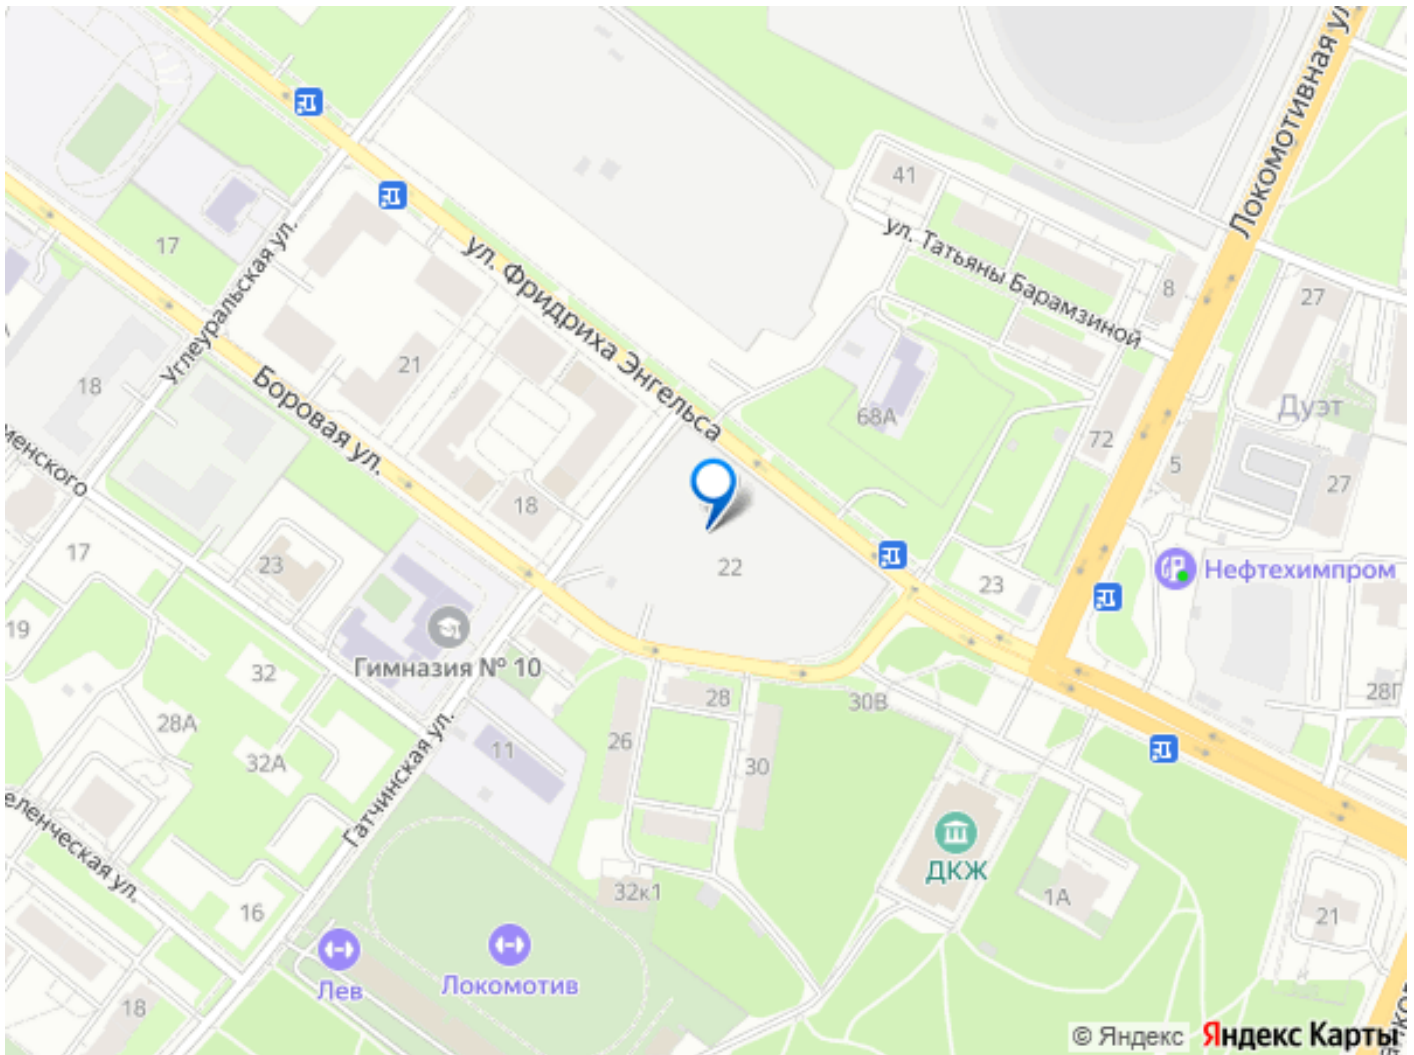 Локомотивная ул
41
ул. Татьяны Барамзиной
17
Углеуральская ул.
ул. Фридриха Энгельса
8
27
21
18
Боровая ул.
68А
Дуэт
72
5
27
менского
18
22
17
23
23
Нефтехимпром
19
Гимназия № 10
32
28
30В
28Г
28А
26
11
30
32А
Гатчинская ул.
ДКЖ
еленческая ул.
32к1
1А
16
21
Лев
Локомотив
18
© Яндекс
Яндекс Карты